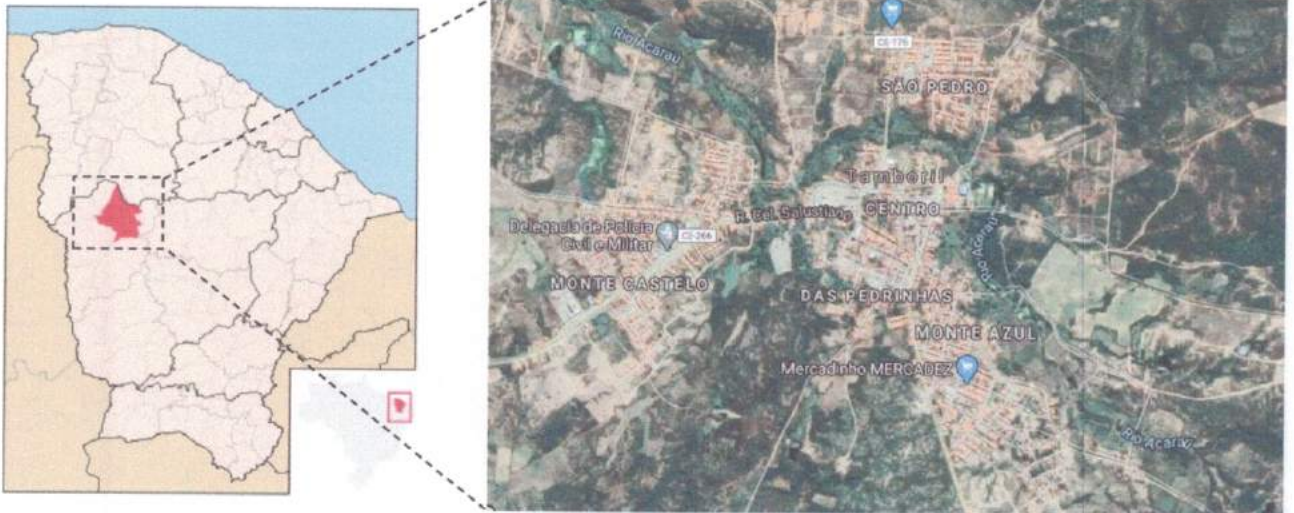 Rio Acaraú
CE-176
SÃO PEDRO
Tamboril
CENTRO
R. Cel. Salustiano
Delegacia de Polícia
Civil e Militar
CE-266
Rio Acaraú
MONTE CASTELO
DAS PEDRINHAS
MONTE AZUL
Mercadinho MERCADEZ
Rio Acaraú